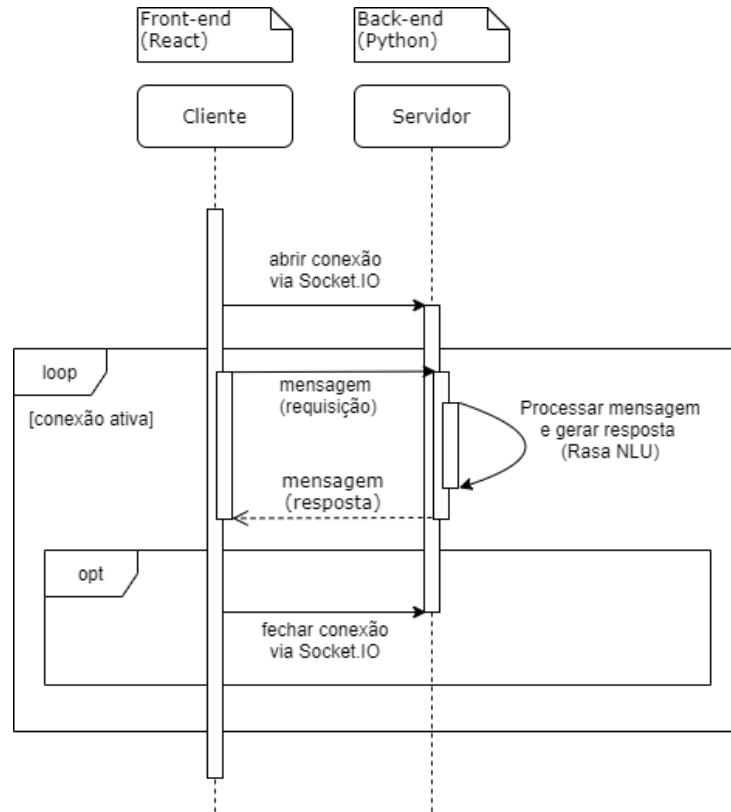 Front-end
(React)
Back-end
(Python)
Cliente
Servidor
abrir conexão
via Socket.IO
loop
[conexão ativa]
mensagem
(requisição)
Processar mensagem
e gerar resposta
(Rasa NLU)
mensagem
(resposta)
opt
fechar conexão
via Socket.IO